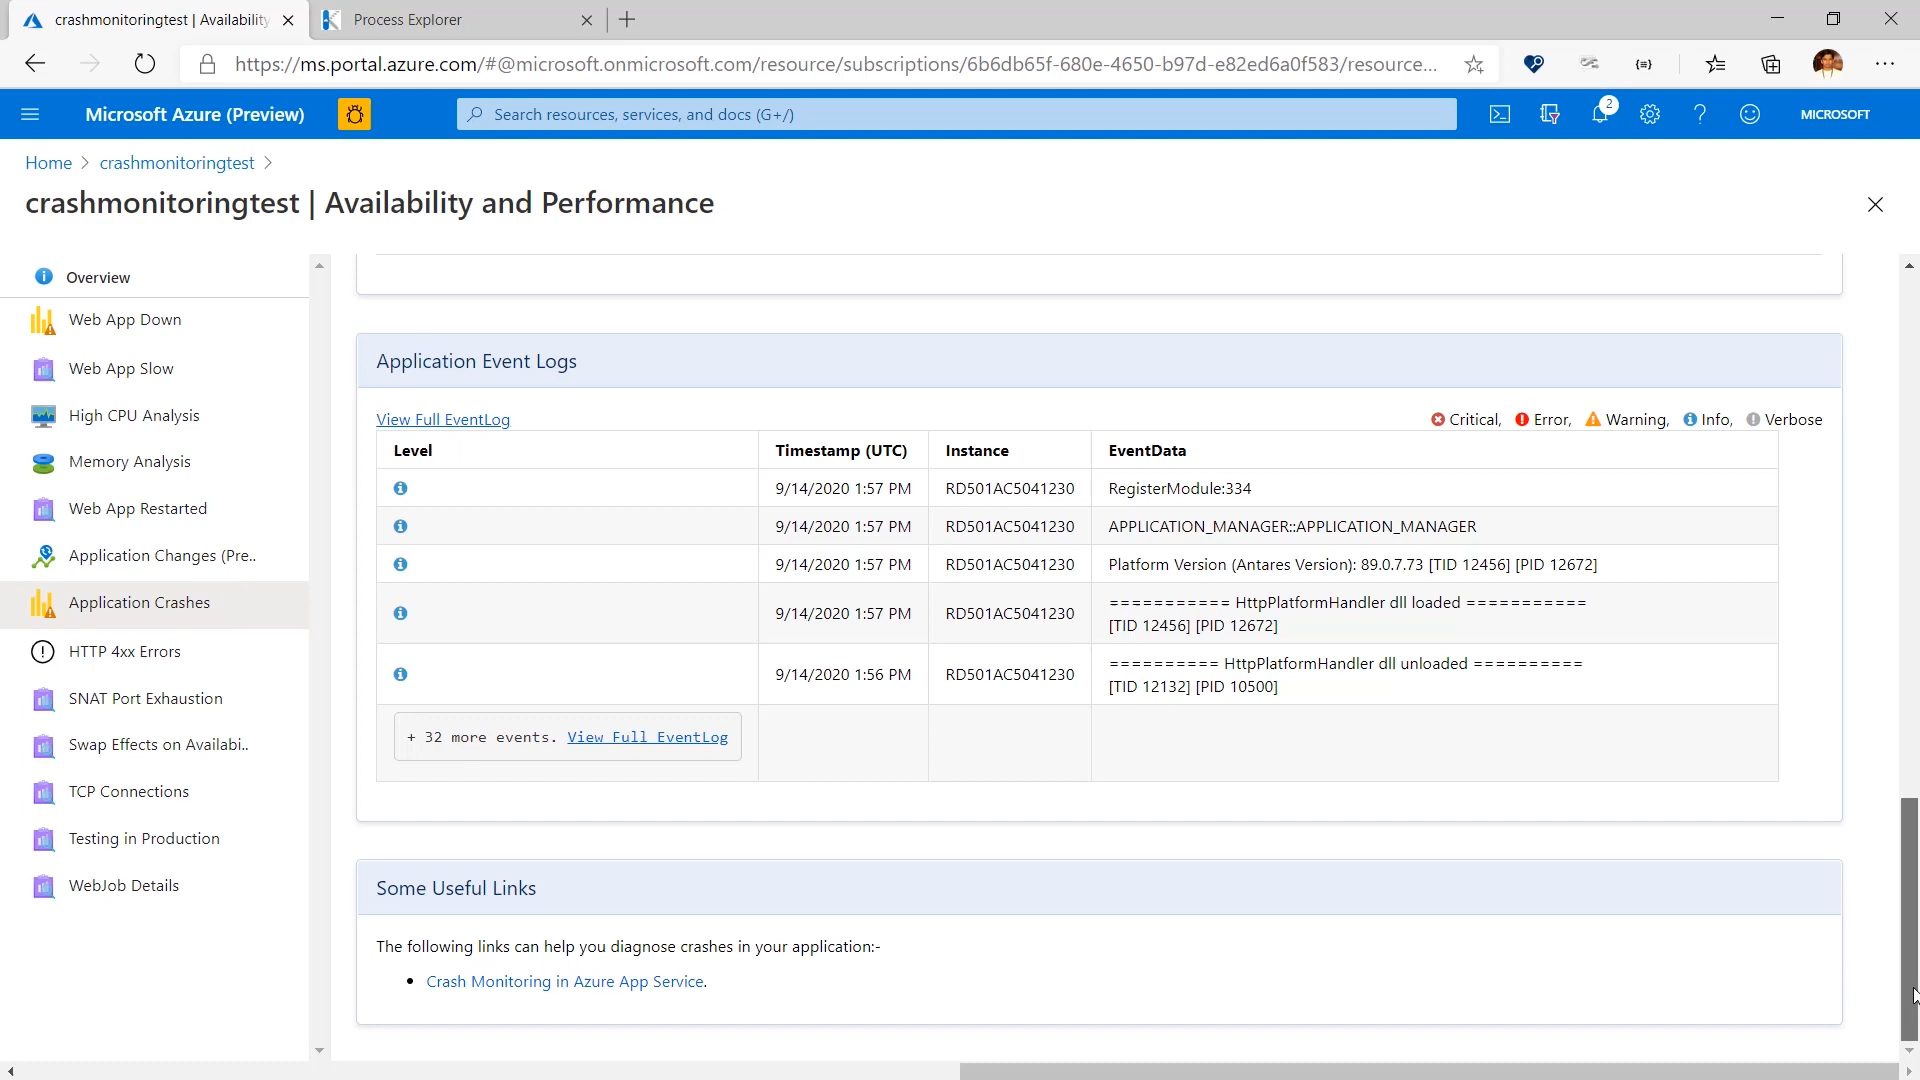 crashmonitoringtest | Availability
Process Explorer
https://ms.portal.azure.com/#@microsoft.onmicrosoft.com/resource/subscriptions/6b6db65f-680e-4650-b97d-e82ed6a0f583/resource...
Microsoft Azure (Preview)
Search resources, services, and docs (G+/)
2
MICROSOFT
Home > crashmonitoringtest >
crashmonitoringtest | Availability and Performance
Overview
Web App Down
Web App Slow
High CPU Analysis
Memory Analysis
Web App Restarted
Application Changes (Pre..
Application Crashes
HTTP 4xx Errors
SNAT Port Exhaustion
Swap Effects on Availabi..
TCP Connections
Testing in Production
WebJob Details
Application Event Logs
View Full EventLog
Critical, Error, Warning, Info, Verbose
Level Timestamp (UTC) Instance EventData
9/14/2020 1:57 PM RD501AC5041230 RegisterModule:334
9/14/2020 1:57 PM RD501AC5041230 APPLICATION_MANAGER::APPLICATION_MANAGER
9/14/2020 1:57 PM RD501AC5041230 Platform Version (Antares Version): 89.0.7.73 [TID 12456] [PID 12672]
9/14/2020 1:57 PM RD501AC5041230 =========== HttpPlatformHandler dll loaded ===========
[TID 12456] [PID 12672]
9/14/2020 1:56 PM RD501AC5041230 ========== HttpPlatformHandler dll unloaded ==========
[TID 12132] [PID 10500]
+ 32 more events. View Full EventLog
Some Useful Links
The following links can help you diagnose crashes in your application:-
• Crash Monitoring in Azure App Service.